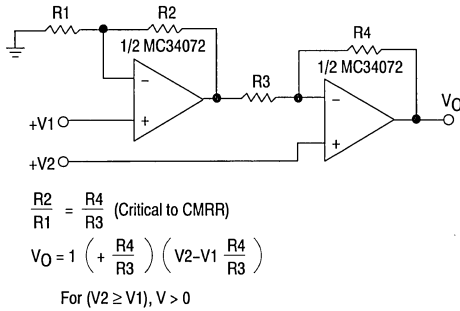 R1
R2
1/2 MC34072
R4
1/2 MC34072
R3
−
+
−
+
VO
+V1
+V2
R2/R1 = R4/R3 (Critical to CMRR)
VO = 1 ( + R4/R3 ) ( V2−V1 R4/R3 )
For (V2 ≥ V1), V > 0